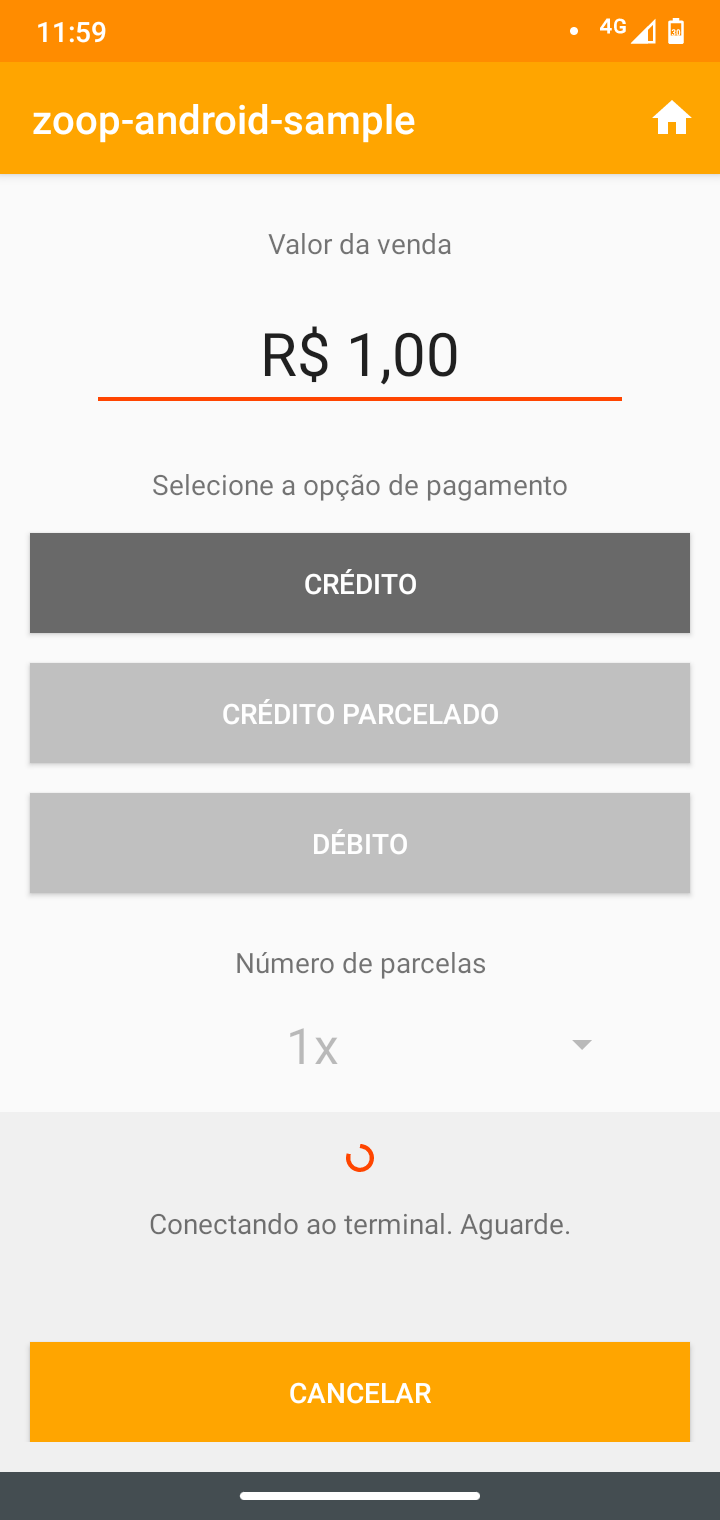 11:59
4G
30
zoop-android-sample
Valor da venda
R$ 1,00
Selecione a opção de pagamento
CRÉDITO
CRÉDITO PARCELADO
DÉBITO
Número de parcelas
1x
Conectando ao terminal. Aguarde.
CANCELAR